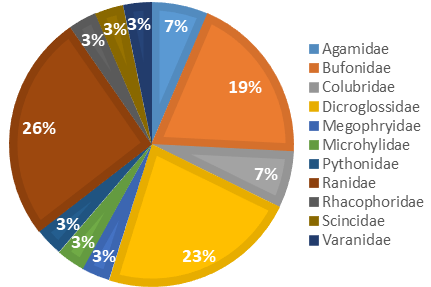 7%
19%
7%
23%
3%
3%
3%
26%
3%
3%
3%
Agamidae
Bufonidae
Colubridae
Dicroglossidae
Megophryidae
Microhylidae
Pythonidae
Ranidae
Rhacophoridae
Scincidae
Varanidae